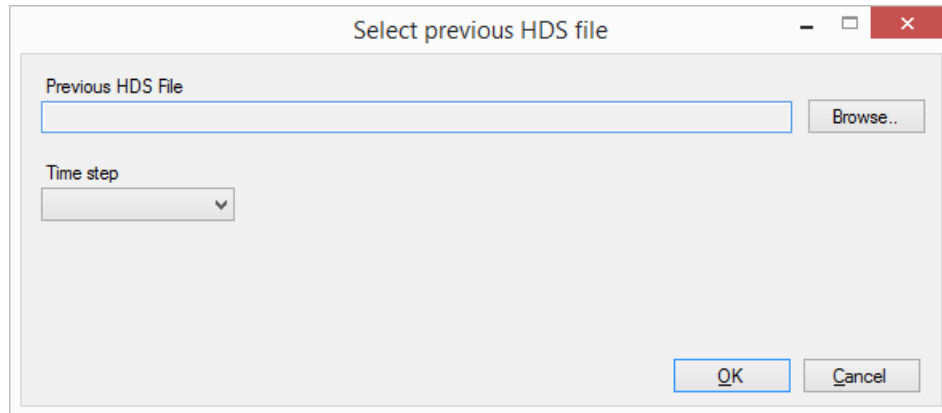 Select previous HDS file
Previous HDS File
Browse..
Time step
OK
Cancel